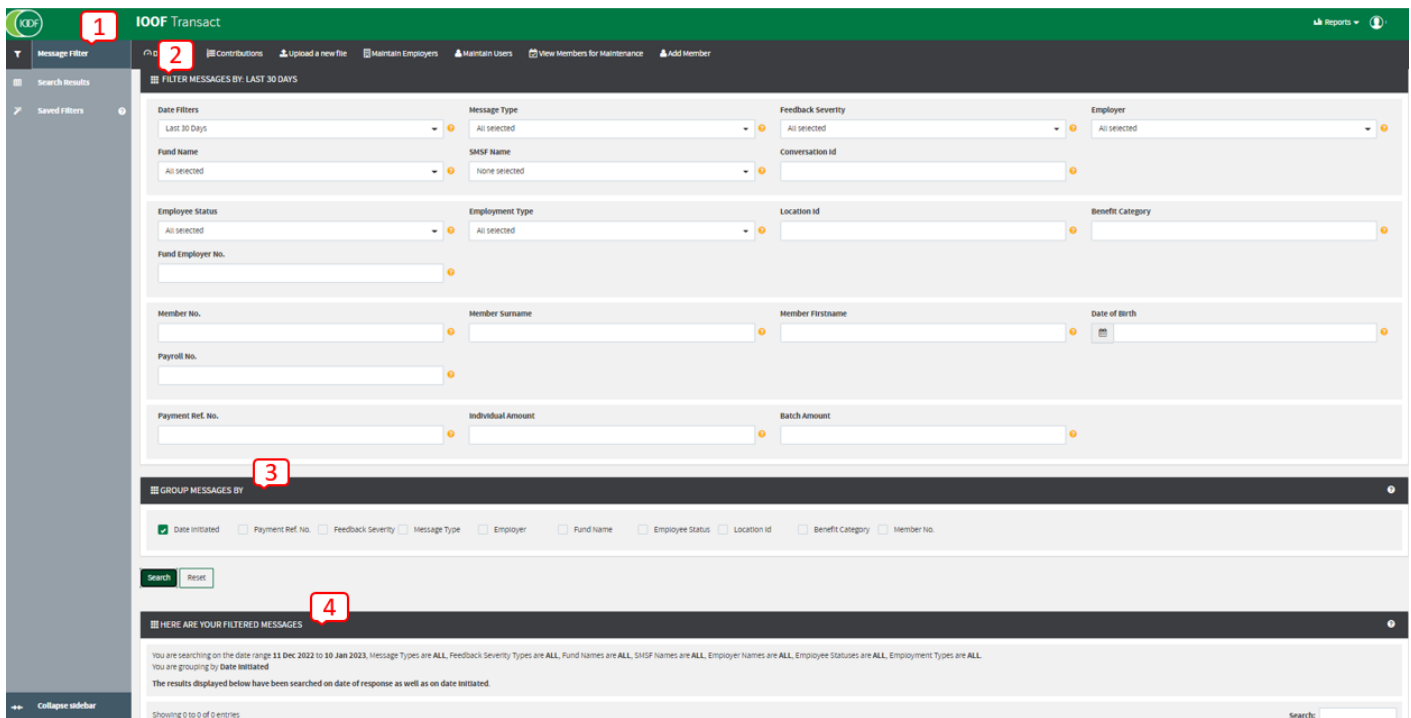 IOOF
1
IOOF Transact
Reports
Message Filter
2
Contributions
Upload a new file
Maintain Employers
Maintain Users
View Members for Maintenance
Add Member
Search Results
Saved Filters
FILTER MESSAGES BY: LAST 30 DAYS
Date Filters
Message Type
Feedback Severity
Employer
Last 30 Days
All selected
All selected
All selected
Fund Name
SMSF Name
Conversation Id
All selected
None selected
Employee Status
Employment Type
Location Id
Benefit Category
All selected
All selected
Fund Employer No.
Member No.
Member Surname
Member Firstname
Date of Birth
Payroll No.
Payment Ref. No.
Individual Amount
Batch Amount
3
GROUP MESSAGES BY
Date Initiated
Payment Ref. No.
Feedback Severity
Message Type
Employer
Fund Name
Employee Status
Location Id
Benefit Category
Member No.
Search
Reset
4
HERE ARE YOUR FILTERED MESSAGES
You are searching on the date range 11 Dec 2022 to 10 Jan 2023, Message Types are ALL, Feedback Severity Types are ALL, Fund Names are ALL, SMSF Names are ALL, Employer Names are ALL, Employee Statuses are ALL, Employment Types are ALL.
You are grouping by Date Initiated
The results displayed below have been searched on date of response as well as on date initiated.
Collapse sidebar
Showing 0 to 0 of 0 entries
Search: